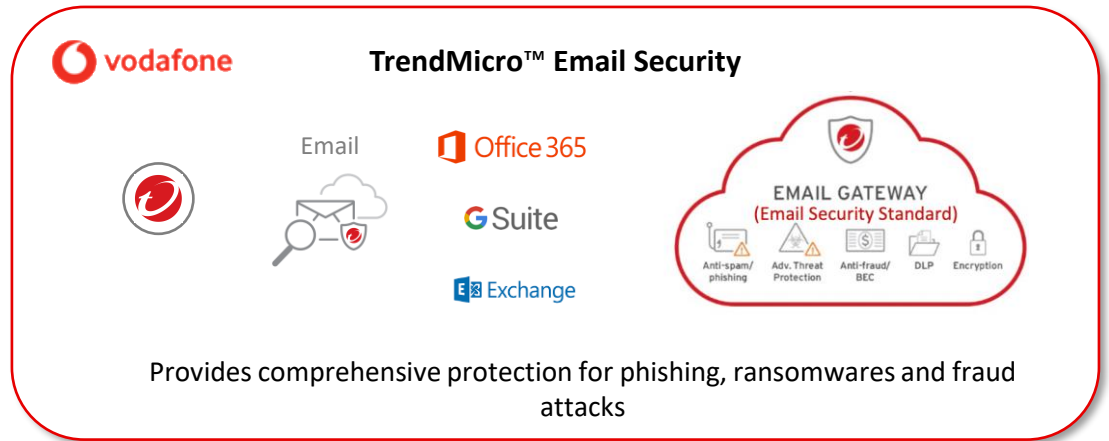 vodafone
TrendMicro™ Email Security
Email
Office 365
G Suite
E Exchange
EMAIL GATEWAY
(Email Security Standard)
Anti-spam/
phishing
Adv. Threat
Protection
Anti-fraud/
BEC
DLP
Encryption
Provides comprehensive protection for phishing, ransomwares and fraud
attacks